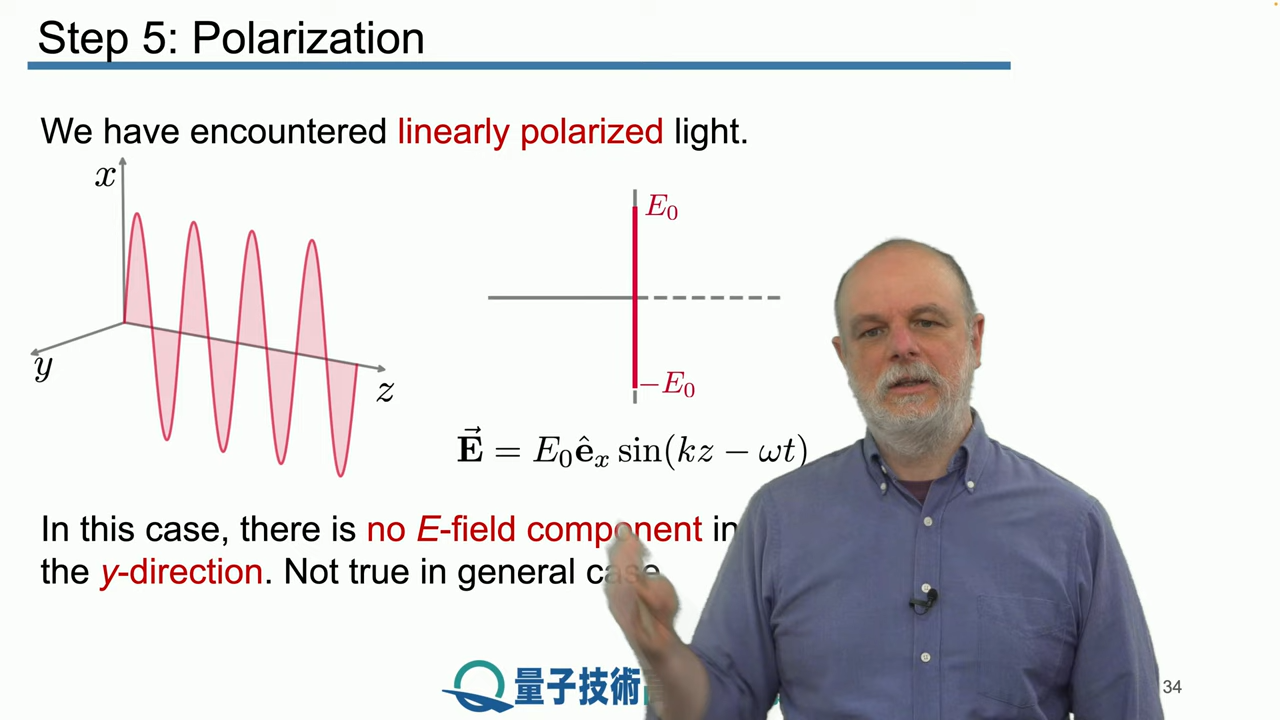 Step 5: Polarization
We have encountered linearly polarized light.
x
y
z
E₀
−E₀
\vec{E} = E₀ê_x sin(kz − ωt)
In this case, there is no E-field component in
the y-direction. Not true in general case
量子技術
34